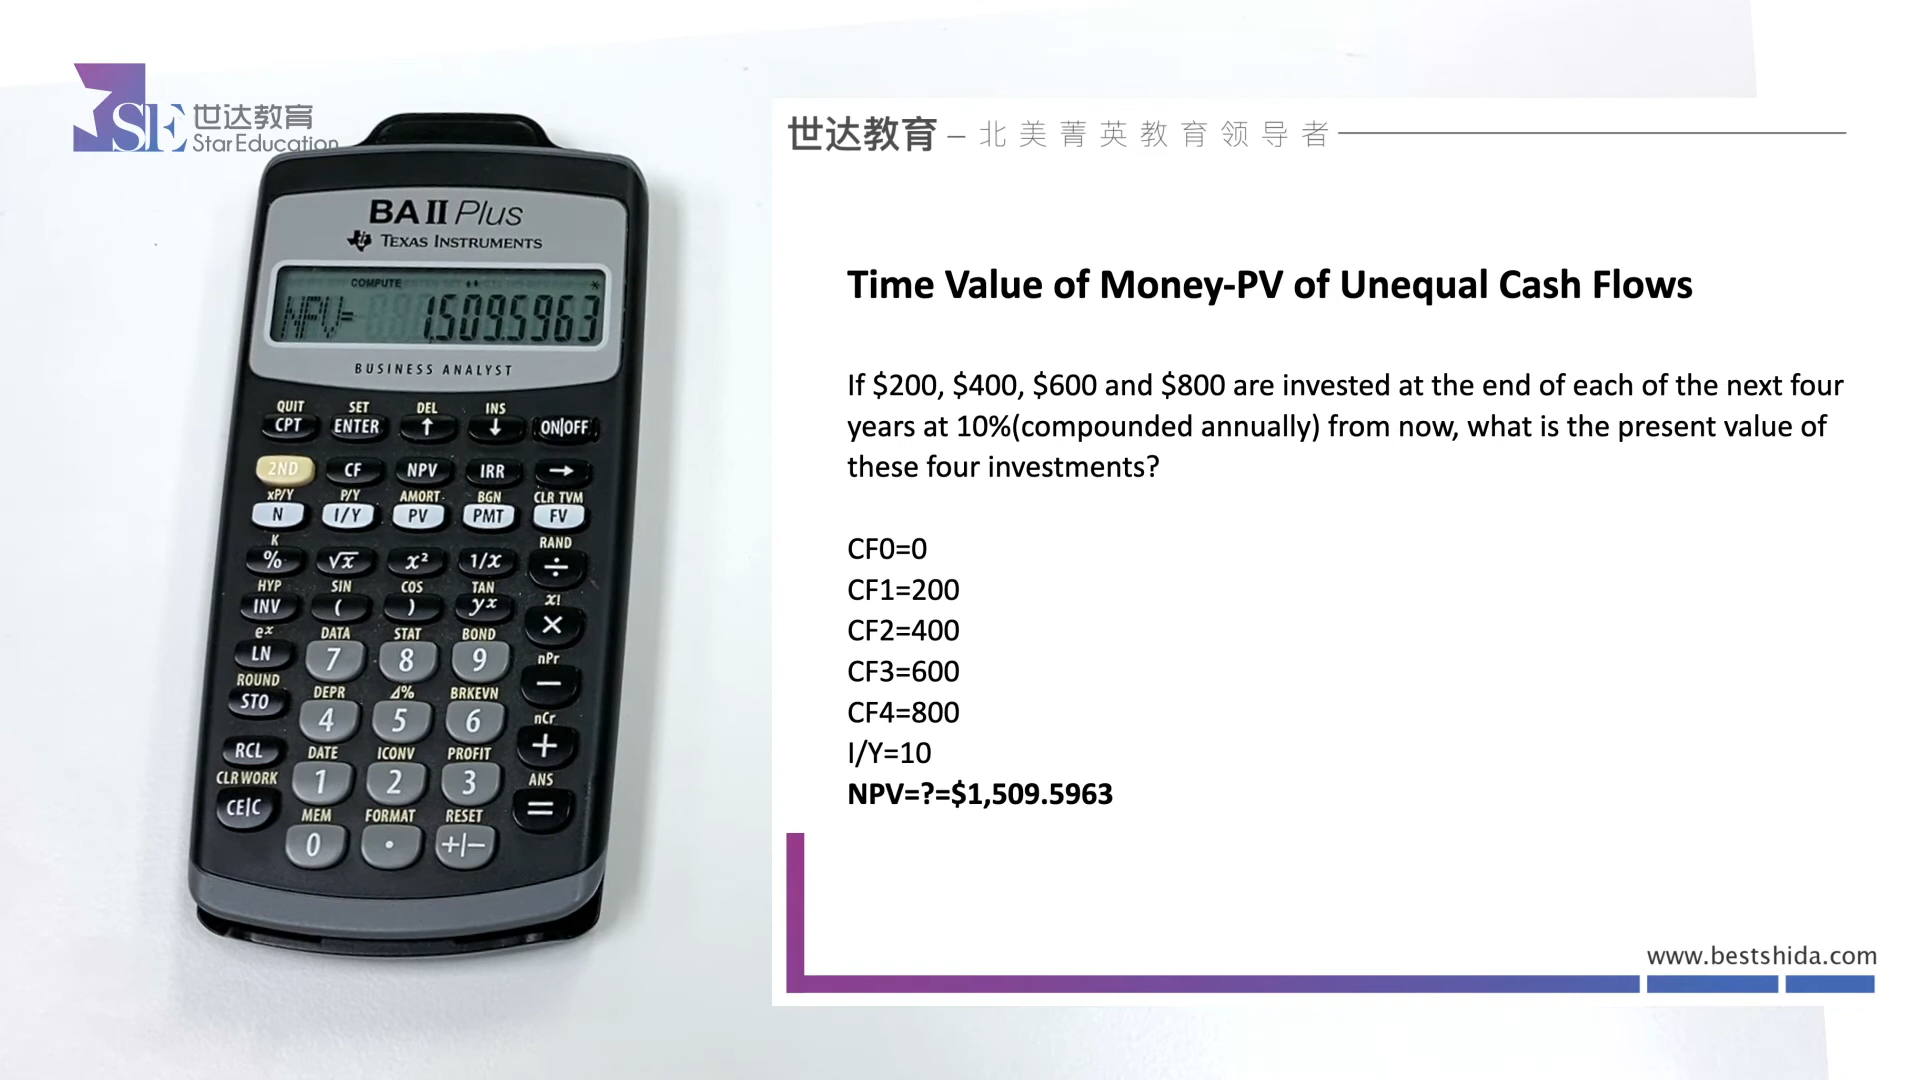 SE 世达教育
StarEducation
BA II Plus
TEXAS INSTRUMENTS
COMPUTE
NPV= 1,509.5963
BUSINESS ANALYST
QUIT SET DEL INS
CPT ENTER ↑ ↓ ON|OFF
2ND CF NPV IRR →
xP/Y P/Y AMORT BGN CLR TVM
N I/Y PV PMT FV
K RAND
% √x x² 1/x ÷
HYP SIN COS TAN x!
INV ( ) yˣ ×
eˣ DATA STAT BOND nPr
LN 7 8 9 −
ROUND DEPR Δ% BRKEVN nCr
STO 4 5 6 +
DATE ICONV PROFIT ANS
RCL 1 2 3 =
CLR WORK MEM FORMAT RESET
CE|C 0 . +|−
世达教育 – 北美菁英教育领导者
Time Value of Money-PV of Unequal Cash Flows
If $200, $400, $600 and $800 are invested at the end of each of the next four
years at 10%(compounded annually) from now, what is the present value of
these four investments?
CF0=0
CF1=200
CF2=400
CF3=600
CF4=800
I/Y=10
NPV=?=$1,509.5963
www.bestshida.com